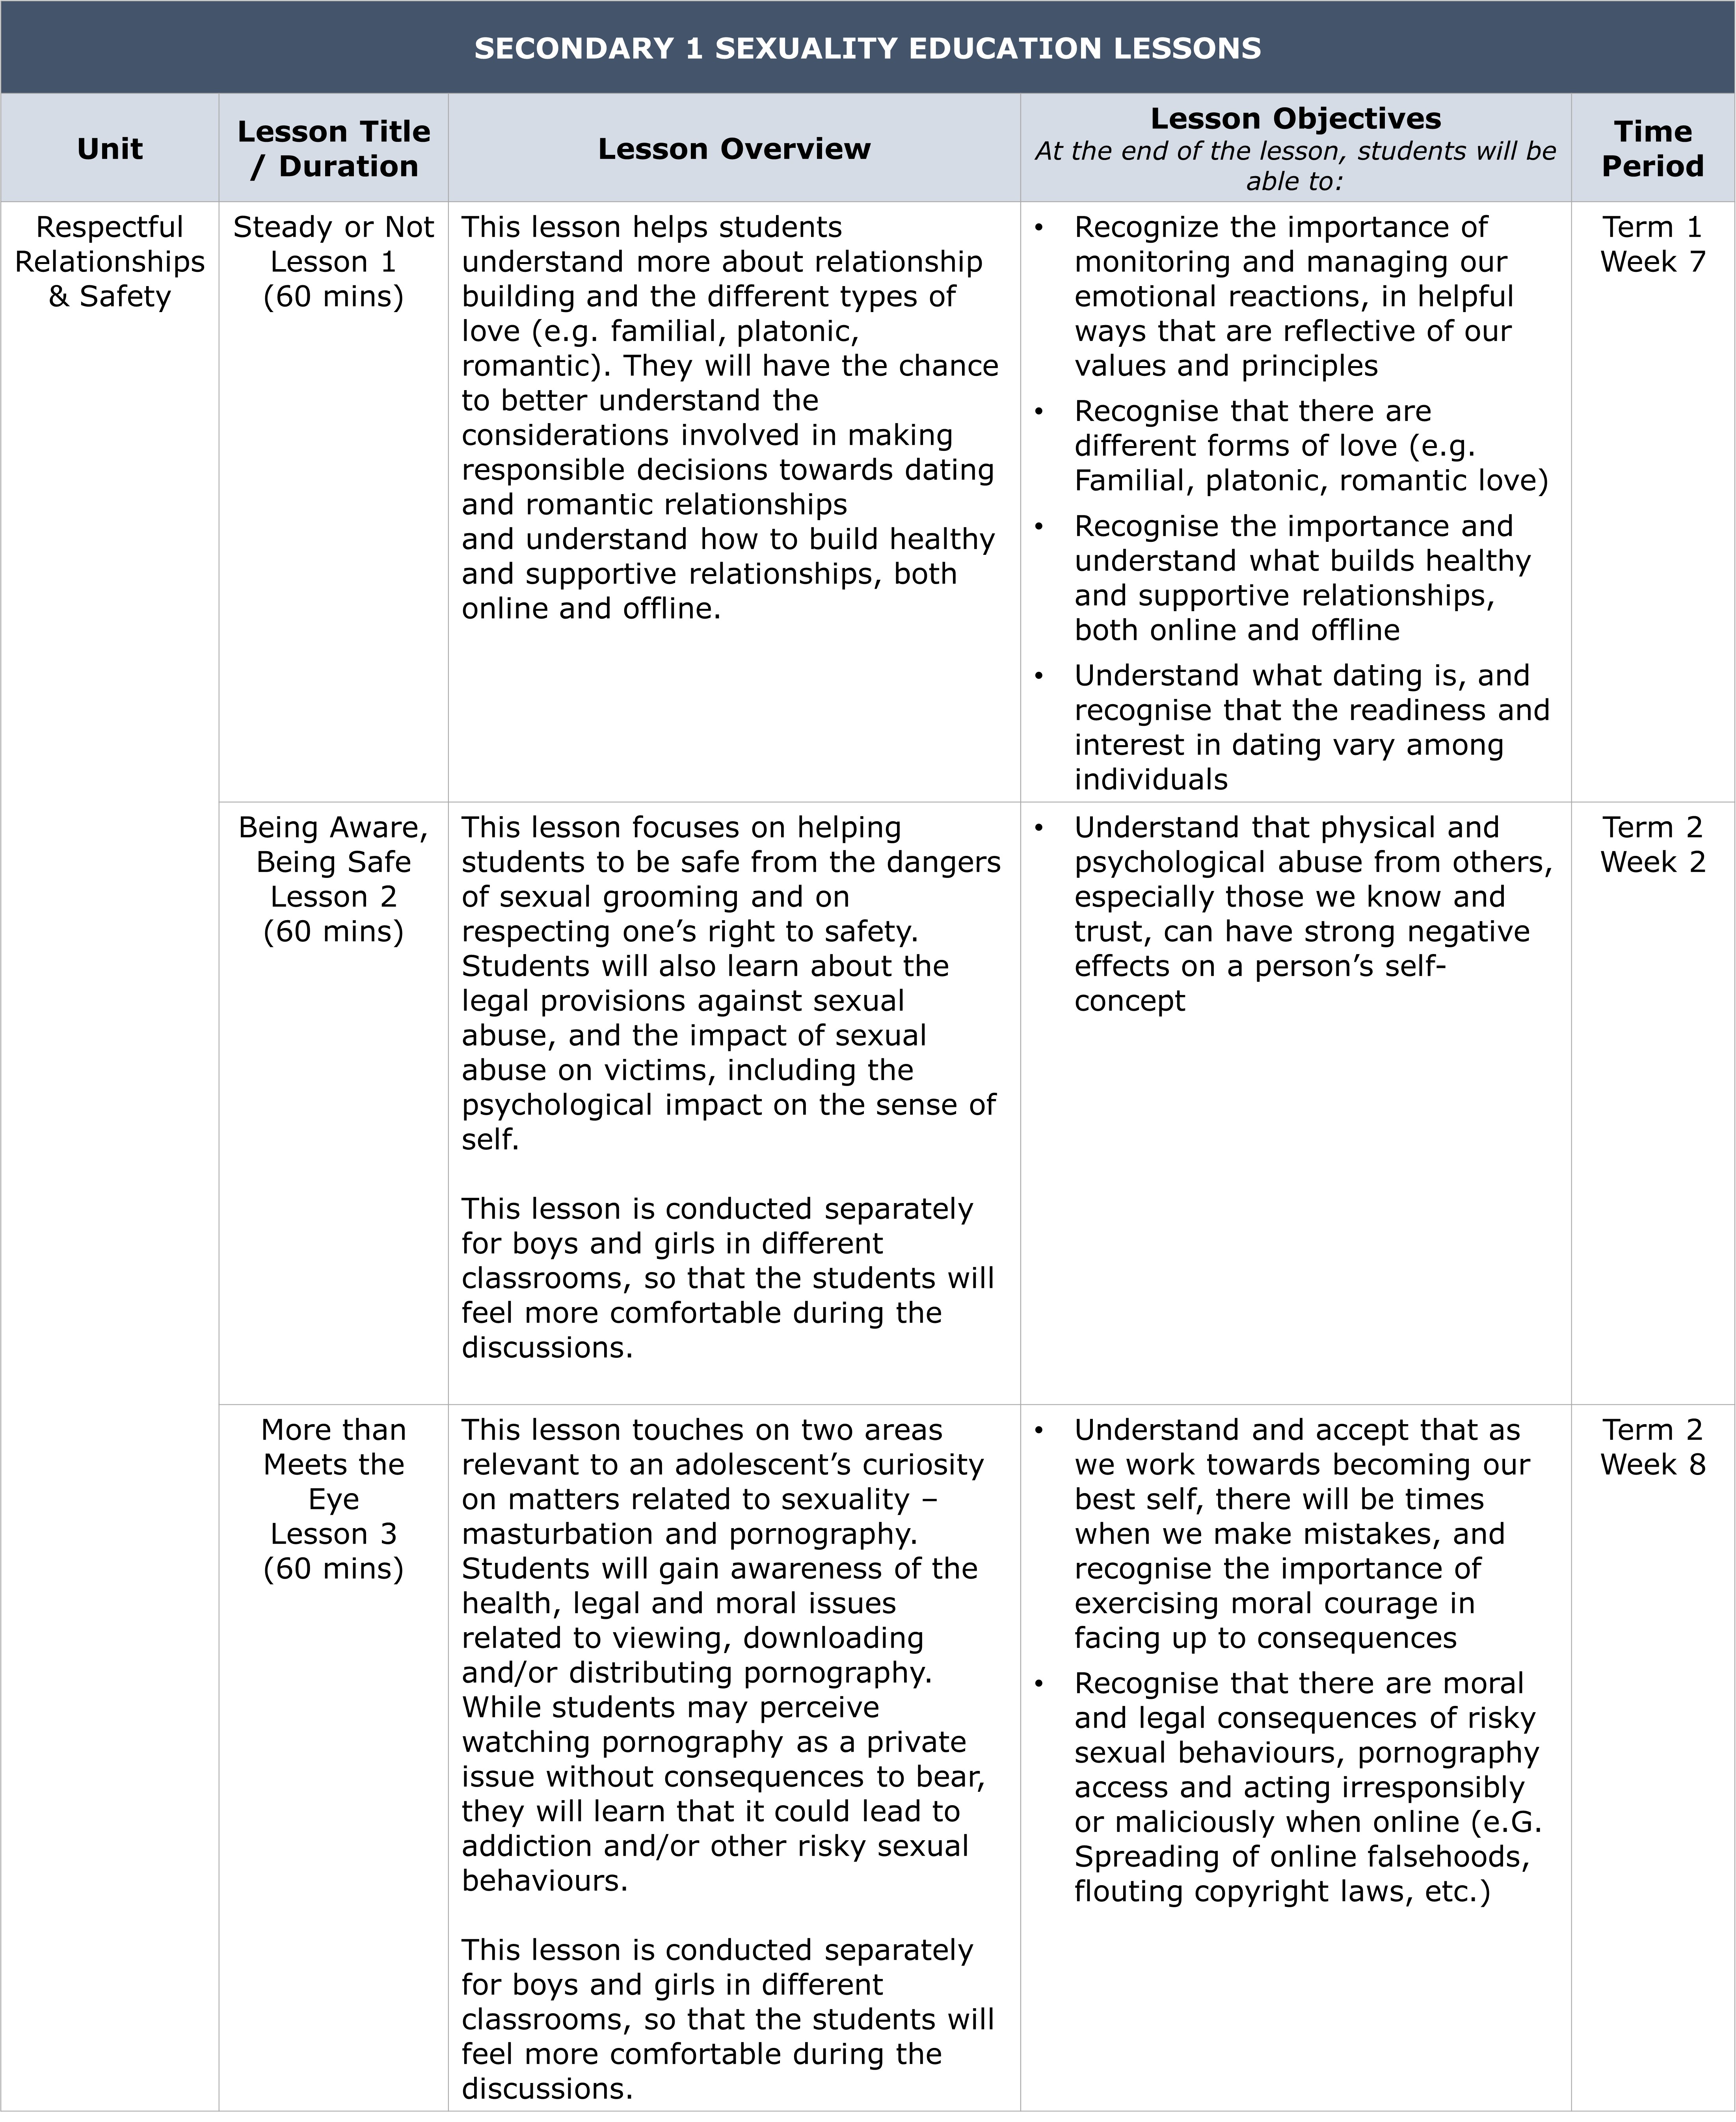 SECONDARY 1 SEXUALITY EDUCATION LESSONS
Unit
Lesson Title
/ Duration
Lesson Overview
Lesson Objectives
At the end of the lesson, students will be
able to:
Time
Period
Respectful
Relationships
& Safety
Steady or Not
Lesson 1
(60 mins)
This lesson helps students
understand more about relationship
building and the different types of
love (e.g. familial, platonic,
romantic). They will have the chance
to better understand the
considerations involved in making
responsible decisions towards dating
and romantic relationships
and understand how to build healthy
and supportive relationships, both
online and offline.
• Recognize the importance of
monitoring and managing our
emotional reactions, in helpful
ways that are reflective of our
values and principles
• Recognise that there are
different forms of love (e.g.
Familial, platonic, romantic love)
• Recognise the importance and
understand what builds healthy
and supportive relationships,
both online and offline
• Understand what dating is, and
recognise that the readiness and
interest in dating vary among
individuals
Term 1
Week 7
Being Aware,
Being Safe
Lesson 2
(60 mins)
This lesson focuses on helping
students to be safe from the dangers
of sexual grooming and on
respecting one’s right to safety.
Students will also learn about the
legal provisions against sexual
abuse, and the impact of sexual
abuse on victims, including the
psychological impact on the sense of
self.
This lesson is conducted separately
for boys and girls in different
classrooms, so that the students will
feel more comfortable during the
discussions.
• Understand that physical and
psychological abuse from others,
especially those we know and
trust, can have strong negative
effects on a person’s self-
concept
Term 2
Week 2
More than
Meets the
Eye
Lesson 3
(60 mins)
This lesson touches on two areas
relevant to an adolescent’s curiosity
on matters related to sexuality –
masturbation and pornography.
Students will gain awareness of the
health, legal and moral issues
related to viewing, downloading
and/or distributing pornography.
While students may perceive
watching pornography as a private
issue without consequences to bear,
they will learn that it could lead to
addiction and/or other risky sexual
behaviours.
This lesson is conducted separately
for boys and girls in different
classrooms, so that the students will
feel more comfortable during the
discussions.
• Understand and accept that as
we work towards becoming our
best self, there will be times
when we make mistakes, and
recognise the importance of
exercising moral courage in
facing up to consequences
• Recognise that there are moral
and legal consequences of risky
sexual behaviours, pornography
access and acting irresponsibly
or maliciously when online (e.G.
Spreading of online falsehoods,
flouting copyright laws, etc.)
Term 2
Week 8